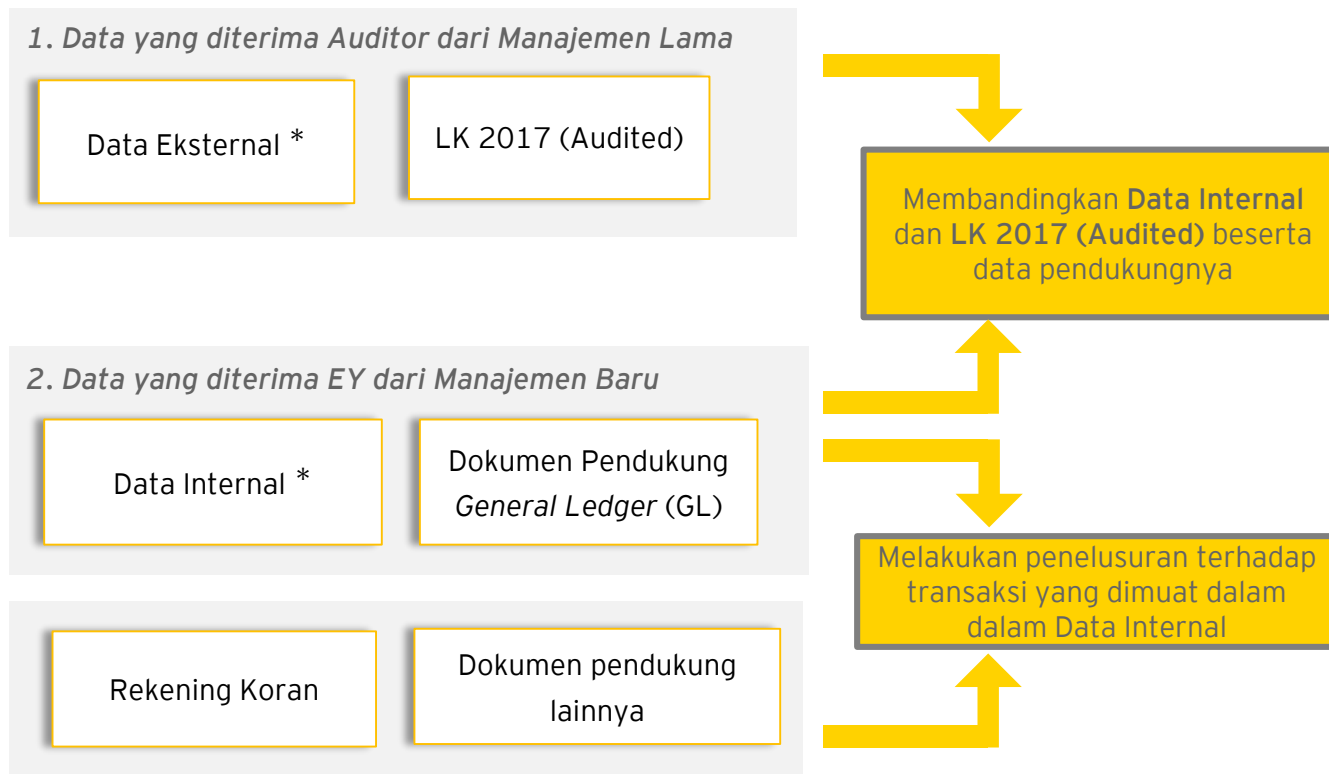 1. Data yang diterima Auditor dari Manajemen Lama
Data Eksternal *
LK 2017 (Audited)
Membandingkan Data Internal
dan LK 2017 (Audited) beserta
data pendukungnya
2. Data yang diterima EY dari Manajemen Baru
Data Internal *
Dokumen Pendukung
General Ledger (GL)
Melakukan penelusuran terhadap
transaksi yang dimuat dalam
dalam Data Internal
Rekening Koran
Dokumen pendukung
lainnya